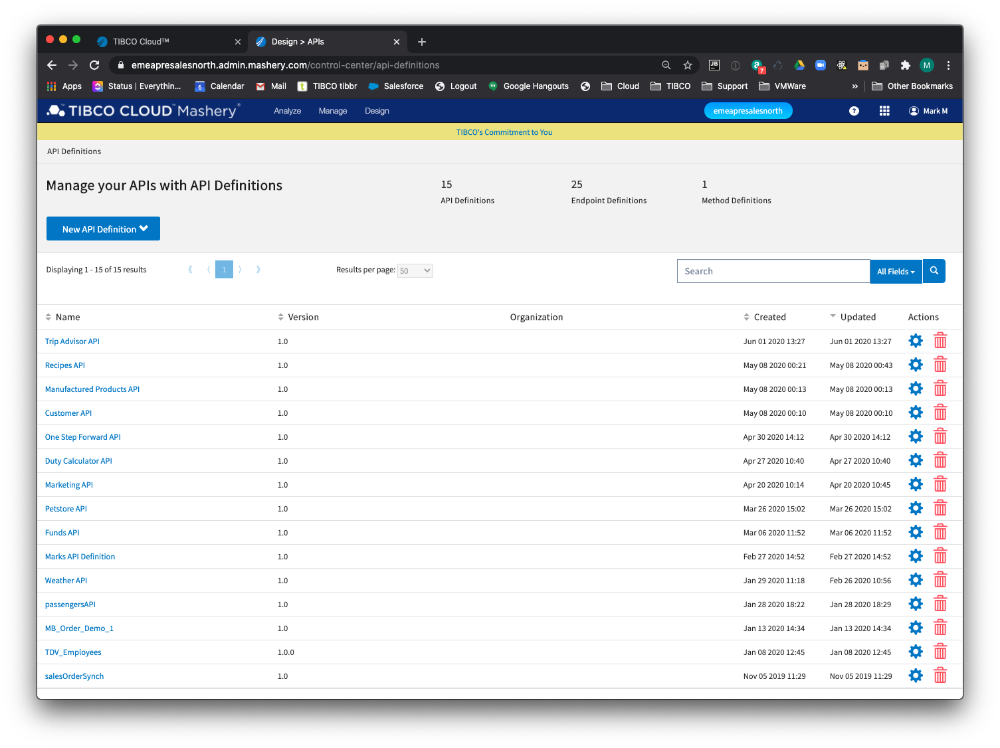 TIBCO Cloud™
Design > APIs
emeapresalesnorth.admin.mashery.com/control-center/api-definitions
JB
7
M
Apps
Status | Everythin...
6
Calendar
Mail
t
TIBCO tibbr
Salesforce
Logout
Google Hangouts
Cloud
TIBCO
Support
VMWare
»
Other Bookmarks
TIBCO CLOUD™ Mashery®
Analyze
Manage
Design
emeapresalesnorth
?
Mark M
TIBCO's Commitment to You
API Definitions
Manage your APIs with API Definitions
15
API Definitions
25
Endpoint Definitions
1
Method Definitions
New API Definition
Displaying 1 - 15 of 15 results
《 〈 1 〉 》
Results per page: 50
Search
All Fields
Name Version Organization Created Updated Actions
Trip Advisor API 1.0 Jun 01 2020 13:27 Jun 01 2020 13:27
Recipes API 1.0 May 08 2020 00:21 May 08 2020 00:43
Manufactured Products API 1.0 May 08 2020 00:13 May 08 2020 00:13
Customer API 1.0 May 08 2020 00:10 May 08 2020 00:10
One Step Forward API 1.0 Apr 30 2020 14:12 Apr 30 2020 14:12
Duty Calculator API 1.0 Apr 27 2020 10:40 Apr 27 2020 10:40
Marketing API 1.0 Apr 20 2020 10:14 Apr 20 2020 10:45
Petstore API 1.0 Mar 26 2020 15:02 Mar 26 2020 15:02
Funds API 1.0 Mar 06 2020 11:52 Mar 06 2020 11:52
Marks API Definition 1.0 Feb 27 2020 14:52 Feb 27 2020 14:52
Weather API 1.0 Jan 29 2020 11:18 Feb 26 2020 10:56
passengersAPI 1.0 Jan 28 2020 18:22 Jan 28 2020 18:29
MB_Order_Demo_1 1.0 Jan 13 2020 14:34 Jan 13 2020 14:34
TDV_Employees 1.0.0 Jan 08 2020 12:45 Jan 08 2020 12:45
salesOrderSynch 1.0 Nov 05 2019 11:29 Nov 05 2019 11:29